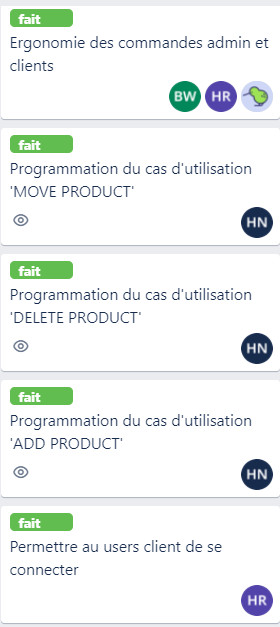 fait
Ergonomie des commandes admin et
clients
BW HR
fait
Programmation du cas d'utilisation
'MOVE PRODUCT'
HN
fait
Programmation du cas d'utilisation
'DELETE PRODUCT'
HN
fait
Programmation du cas d'utilisation
'ADD PRODUCT'
HN
fait
Permettre au users client de se
connecter
HR